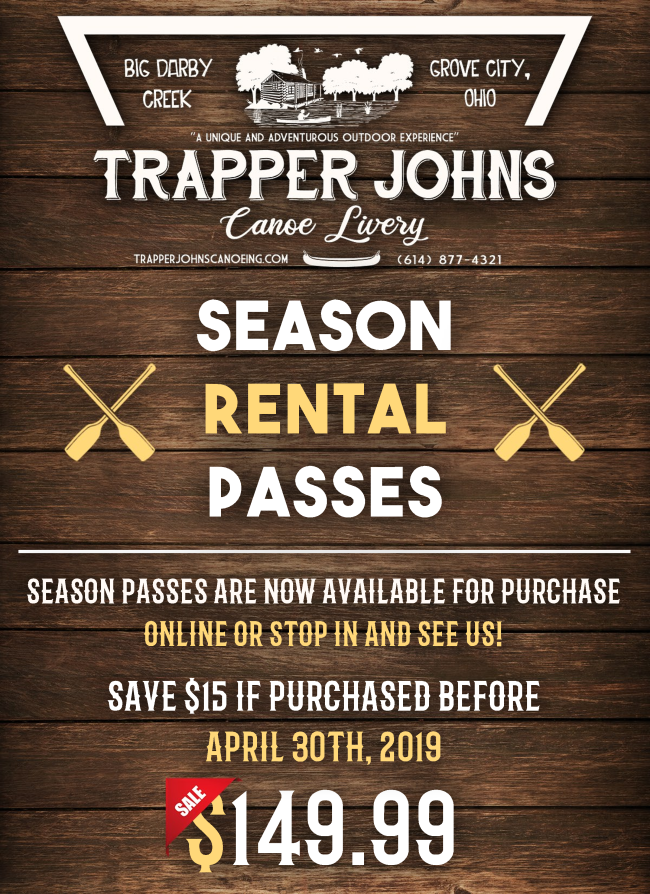 BIG DARBY
CREEK
GROVE CITY,
OHIO
"A UNIQUE AND ADVENTUROUS OUTDOOR EXPERIENCE"
TRAPPER JOHNS
Canoe Livery
TRAPPERJOHNSCANOEING.COM (614) 877-4321
SEASON
RENTAL
PASSES
SEASON PASSES ARE NOW AVAILABLE FOR PURCHASE
ONLINE OR STOP IN AND SEE US!
SAVE $15 IF PURCHASED BEFORE
APRIL 30TH, 2019
SALE
$149.99